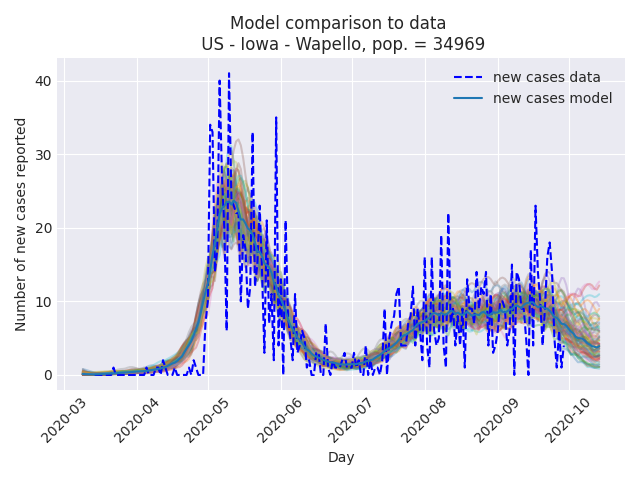 Model comparison to data
US - Iowa - Wapello, pop. = 34969
new cases data
new cases model
Number of new cases reported
40
30
20
10
0
2020-03
2020-04
2020-05
2020-06
2020-07
2020-08
2020-09
2020-10
Day